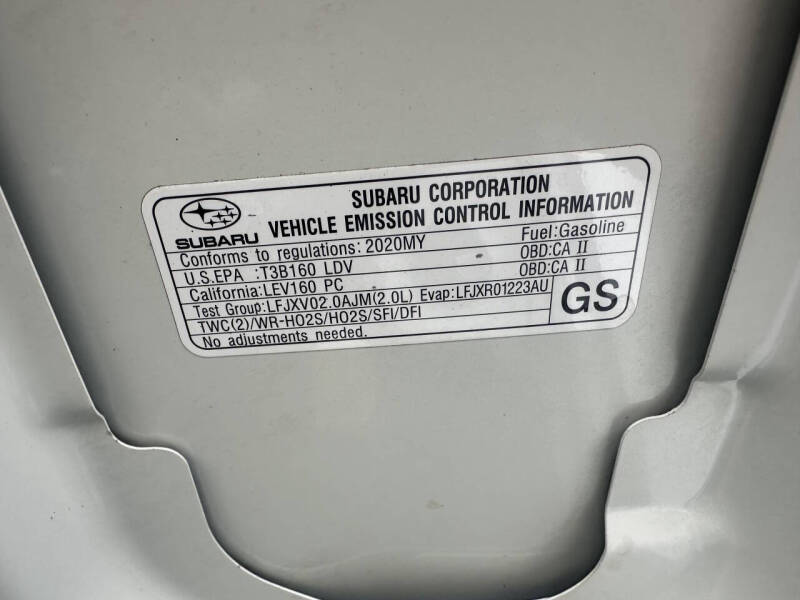 SUBARU CORPORATION
SUBARU VEHICLE EMISSION CONTROL INFORMATION
Conforms to regulations: 2020MY Fuel:Gasoline
U.S.EPA :T3B160 LDV OBD:CA II
California:LEV160 PC OBD:CA II
Test Group:LFJXV02.0AJM(2.0L) Evap:LFJXR01223AU
TWC(2)/WR-HO2S/HO2S/SFI/DFI
No adjustments needed.
GS